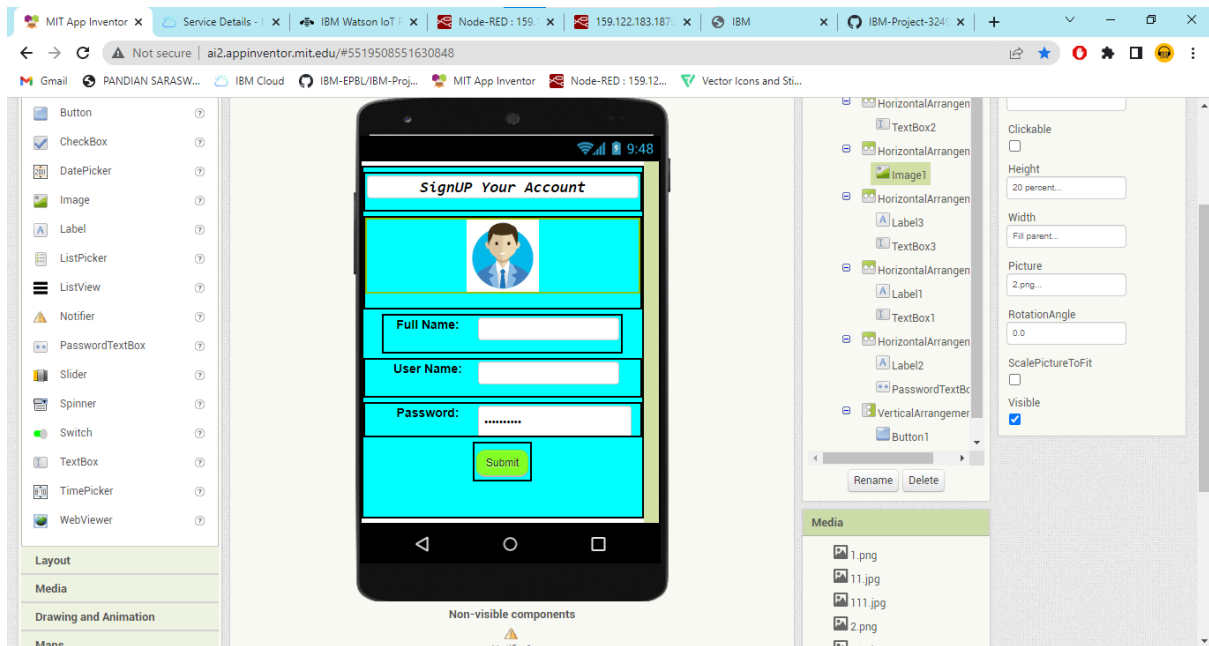 MIT App Inventor
Service Details - I
IBM Watson IoT P
Node-RED : 159.1
159.122.183.187:
IBM
IBM-Project-3249
Not secure | ai2.appinventor.mit.edu/#5519508551630848
Gmail
PANDIAN SARASW...
IBM Cloud
IBM-EPBL/IBM-Proj...
MIT App Inventor
Node-RED : 159.12...
Vector Icons and Sti...
Button
CheckBox
DatePicker
Image
Label
ListPicker
ListView
Notifier
PasswordTextBox
Slider
Spinner
Switch
TextBox
TimePicker
WebViewer
Layout
Media
Drawing and Animation
Maps
9:48
SignUP Your Account
Full Name:
User Name:
Password:
Submit
Non-visible components
HorizontalArrangen
TextBox2
HorizontalArrangen
Image1
HorizontalArrangen
Label3
TextBox3
HorizontalArrangen
Label1
TextBox1
HorizontalArrangen
Label2
PasswordTextBo
VerticalArrangemer
Button1
Rename
Delete
Media
1.png
11.jpg
111.jpg
2.png
Clickable
Height
20 percent...
Width
Fill parent...
Picture
2.png...
RotationAngle
0.0
ScalePictureToFit
Visible